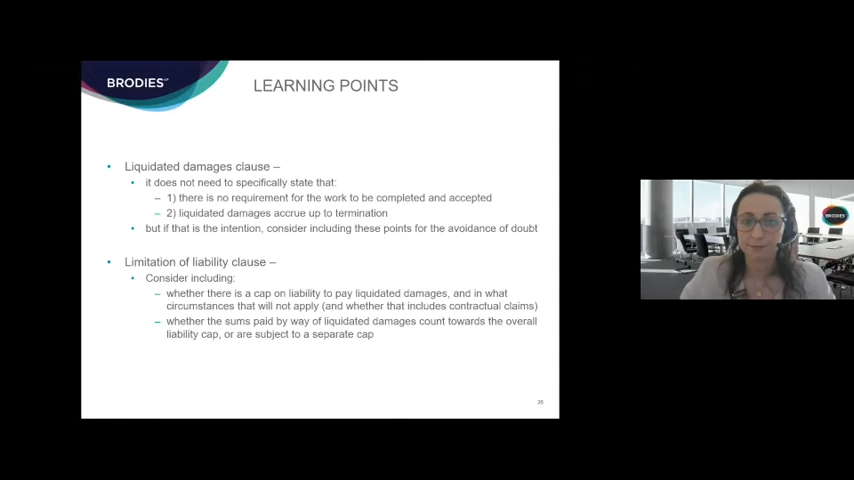 BRODIES LLP
LEARNING POINTS
• Liquidated damages clause –
• it does not need to specifically state that:
– 1) there is no requirement for the work to be completed and accepted
– 2) liquidated damages accrue up to termination
• but if that is the intention, consider including these points for the avoidance of doubt
• Limitation of liability clause –
• Consider including:
– whether there is a cap on liability to pay liquidated damages, and in what
circumstances that will not apply (and whether that includes contractual claims)
– whether the sums paid by way of liquidated damages count towards the overall
liability cap, or are subject to a separate cap
26
BRODIES